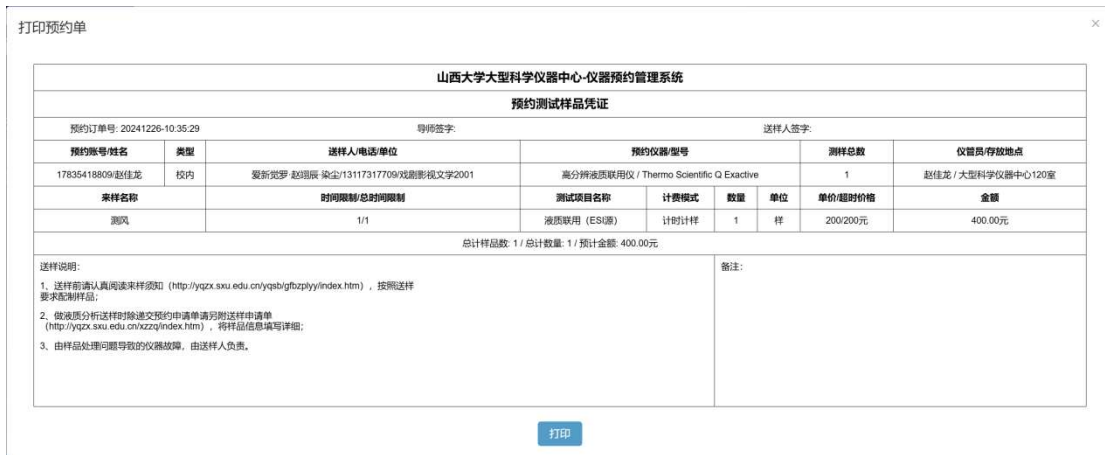 打印预约单
×
山西大学大型科学仪器中心-仪器预约管理系统
预约测试样品凭证
预约订单号: 20241226-10:35:29 导师签字: 送样人签字:
预约账号/姓名 类型 送样人/电话/单位 预约仪器/型号 测样总数 仪管员/存放地点
17835418809/赵佳龙 校内 爱新觉罗·赵翊辰·染尘/13117317709/戏剧影视文学2001 高分辨液质联用仪 / Thermo Scientific Q Exactive 1 赵佳龙 / 大型科学仪器中心120室
来样名称 时间限制/总时间限制 测试项目名称 计费模式 数量 单位 单价/超时价格 金额
测风 1/1 液质联用（ESI源） 计时计样 1 样 200/200元 400.00元
总计样品数: 1 / 总计数量: 1 / 预计金额: 400.00元
送样说明:
1、送样前请认真阅读来样须知（http://yqzx.sxu.edu.cn/yqsb/gfbzplyy/index.htm），按照送样
要求配制样品;
2、做液质分析送样时除递交预约申请单请另附送样申请单
（http://yqzx.sxu.edu.cn/xzzq/index.htm），将样品信息填写详细;
3、由样品处理问题导致的仪器故障，由送样人负责。
备注:
打印